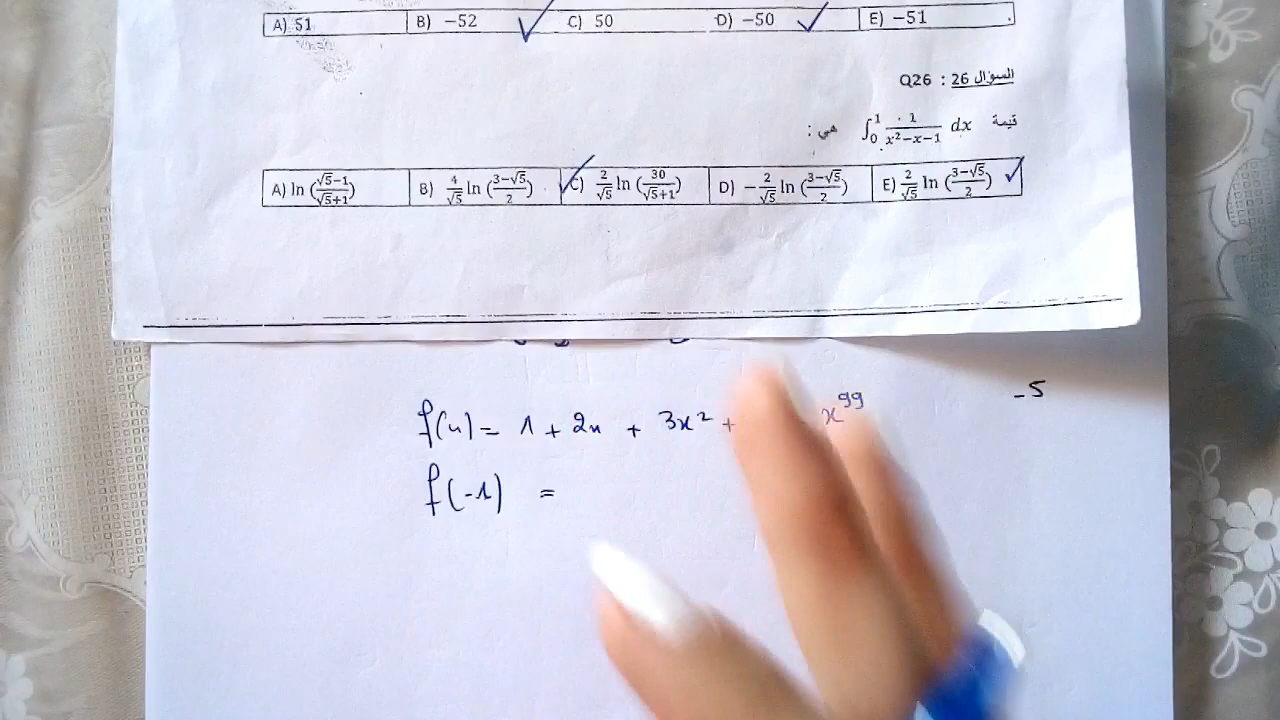 A) 51 B) −52 C) 50 D) −50 E) −51
Q26 : السؤال 26
قيمة ∫₀¹ 1/(x²−x−1) dx هي :
A) ln (√5−1/√5+1) B) 4/√5 ln (3−√5/2) C) 2/√5 ln (30/√5+1) D) −2/√5 ln (3−√5/2) E) 2/√5 ln (3−√5/2)
-5
f(x) = 1 + 2x + 3x² + x⁹⁹
f(-1) =